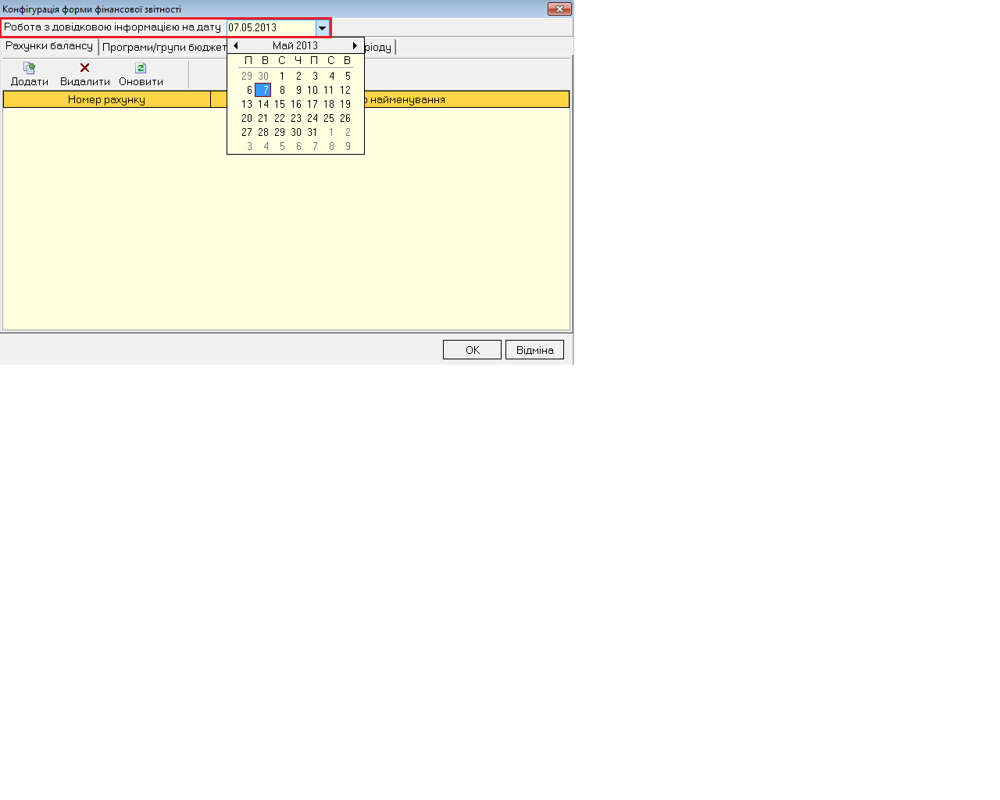 Конфігурація форми фінансової звітності
Робота з довідковою інформацією на дату 07.05.2013
Рахунки балансу Програми/групи бюджет
Май 2013
Додати Видалити Оновити
П В С Ч П С В
29 30 1 2 3 4 5
6 7 8 9 10 11 12
13 14 15 16 17 18 19
20 21 22 23 24 25 26
27 28 29 30 31 1 2
3 4 5 6 7 8 9
Номер рахунку найменування
OK Відміна